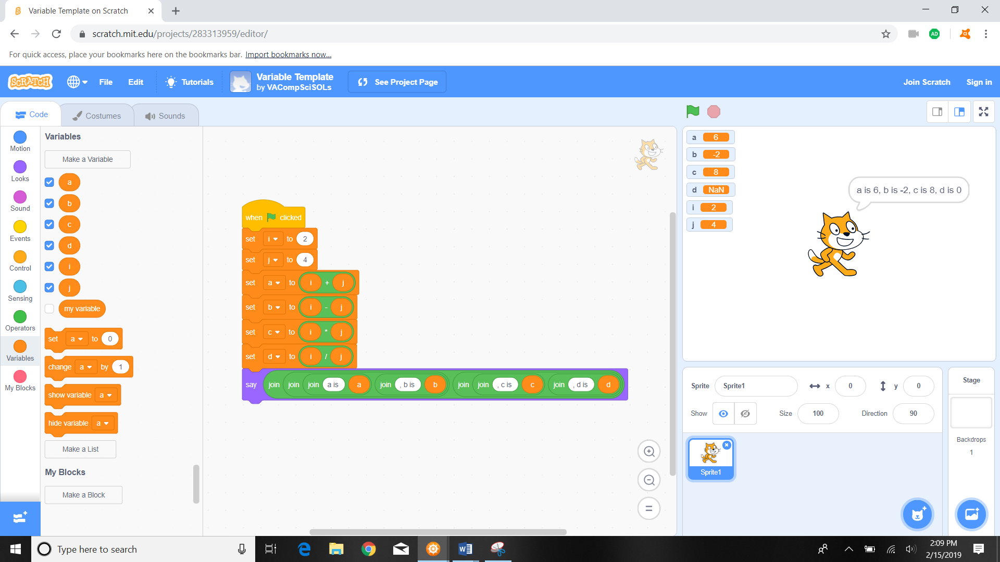 Variable Template on Scratch
scratch.mit.edu/projects/283313959/editor/
AD
a
For quick access, place your bookmarks here on the bookmarks bar. Import bookmarks now...
SCRATCH
File Edit Tutorials
Variable Template
by VACompSciSOLs
See Project Page
Join Scratch Sign in
Code Costumes Sounds
Motion
Looks
Sound
Events
Control
Sensing
Operators
Variables
My Blocks
Variables
Make a Variable
a
b
c
d
i
j
my variable
set a to 0
change a by 1
show variable a
hide variable a
Make a List
My Blocks
Make a Block
when clicked
set i to 2
set j to 4
set a to i + j
set b to i - j
set c to i * j
set d to i / j
say join join join a is a join , b is b join join , c is c join , d is d
a 6
b -2
c 8
d NaN
i 2
j 4
a is 6, b is -2, c is 8, d is 0
Sprite Sprite1 x 0 y 0
Show Size 100 Direction 90
Sprite1
Stage
Backdrops
1
Type here to search
2:09 PM
2/15/2019